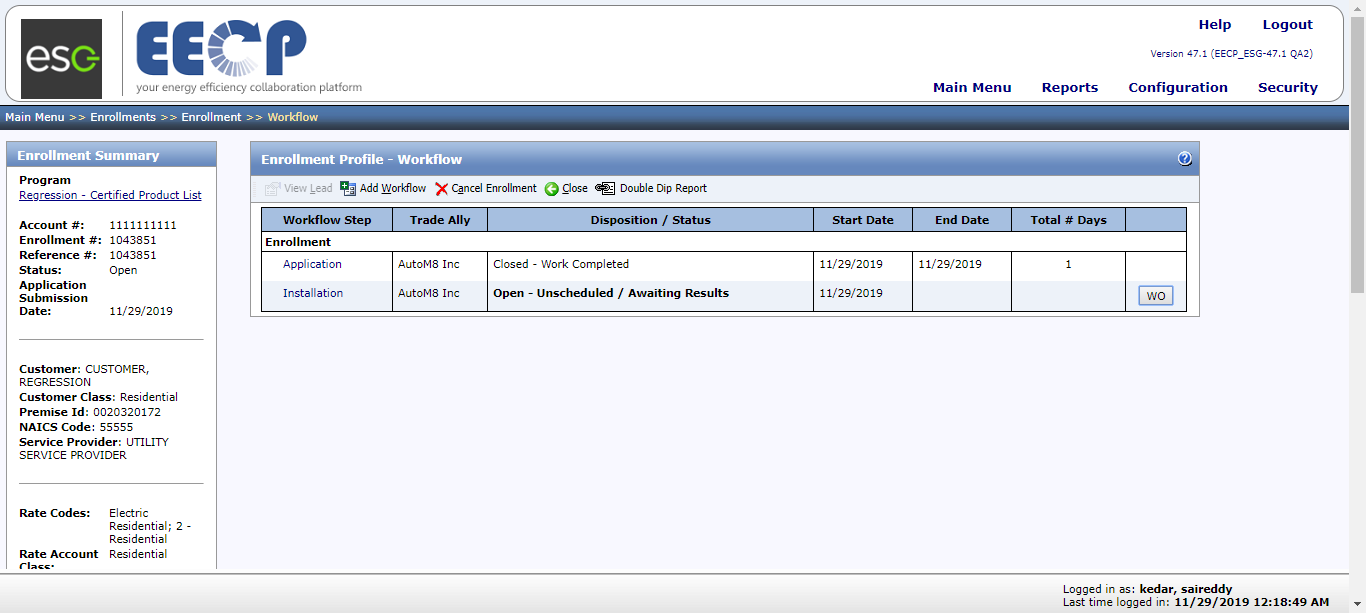 Help Logout
esg EECP
Version 47.1 (EECP_ESG-47.1 QA2)
your energy efficiency collaboration platform
Main Menu Reports Configuration Security
Main Menu >> Enrollments >> Enrollment >> Workflow
Enrollment Summary
Program
Regression - Certified Product List
Account #: 1111111111
Enrollment #: 1043851
Reference #: 1043851
Status: Open
Application
Submission
Date: 11/29/2019
Customer: CUSTOMER,
REGRESSION
Customer Class: Residential
Premise Id: 0020320172
NAICS Code: 55555
Service Provider: UTILITY
SERVICE PROVIDER
Rate Codes: Electric
Residential; 2 -
Residential
Rate Account Residential
Class:
Enrollment Profile - Workflow ?
View Lead Add Workflow Cancel Enrollment Close Double Dip Report
Workflow Step Trade Ally Disposition / Status Start Date End Date Total # Days
Enrollment
Application AutoM8 Inc Closed - Work Completed 11/29/2019 11/29/2019 1
Installation AutoM8 Inc Open - Unscheduled / Awaiting Results 11/29/2019 WO
Logged in as: kedar, saireddy
Last time logged in: 11/29/2019 12:18:49 AM